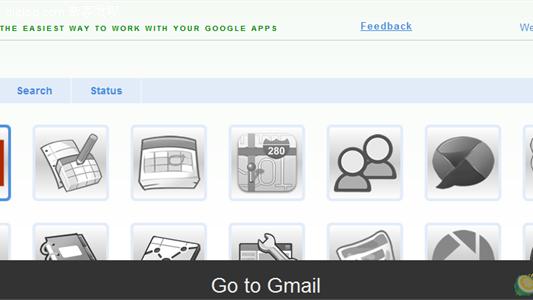 THE EASIEST WAY TO WORK WITH YOUR GOOGLE APPS
Feedback
We
Search
Status
280
Go to Gmail